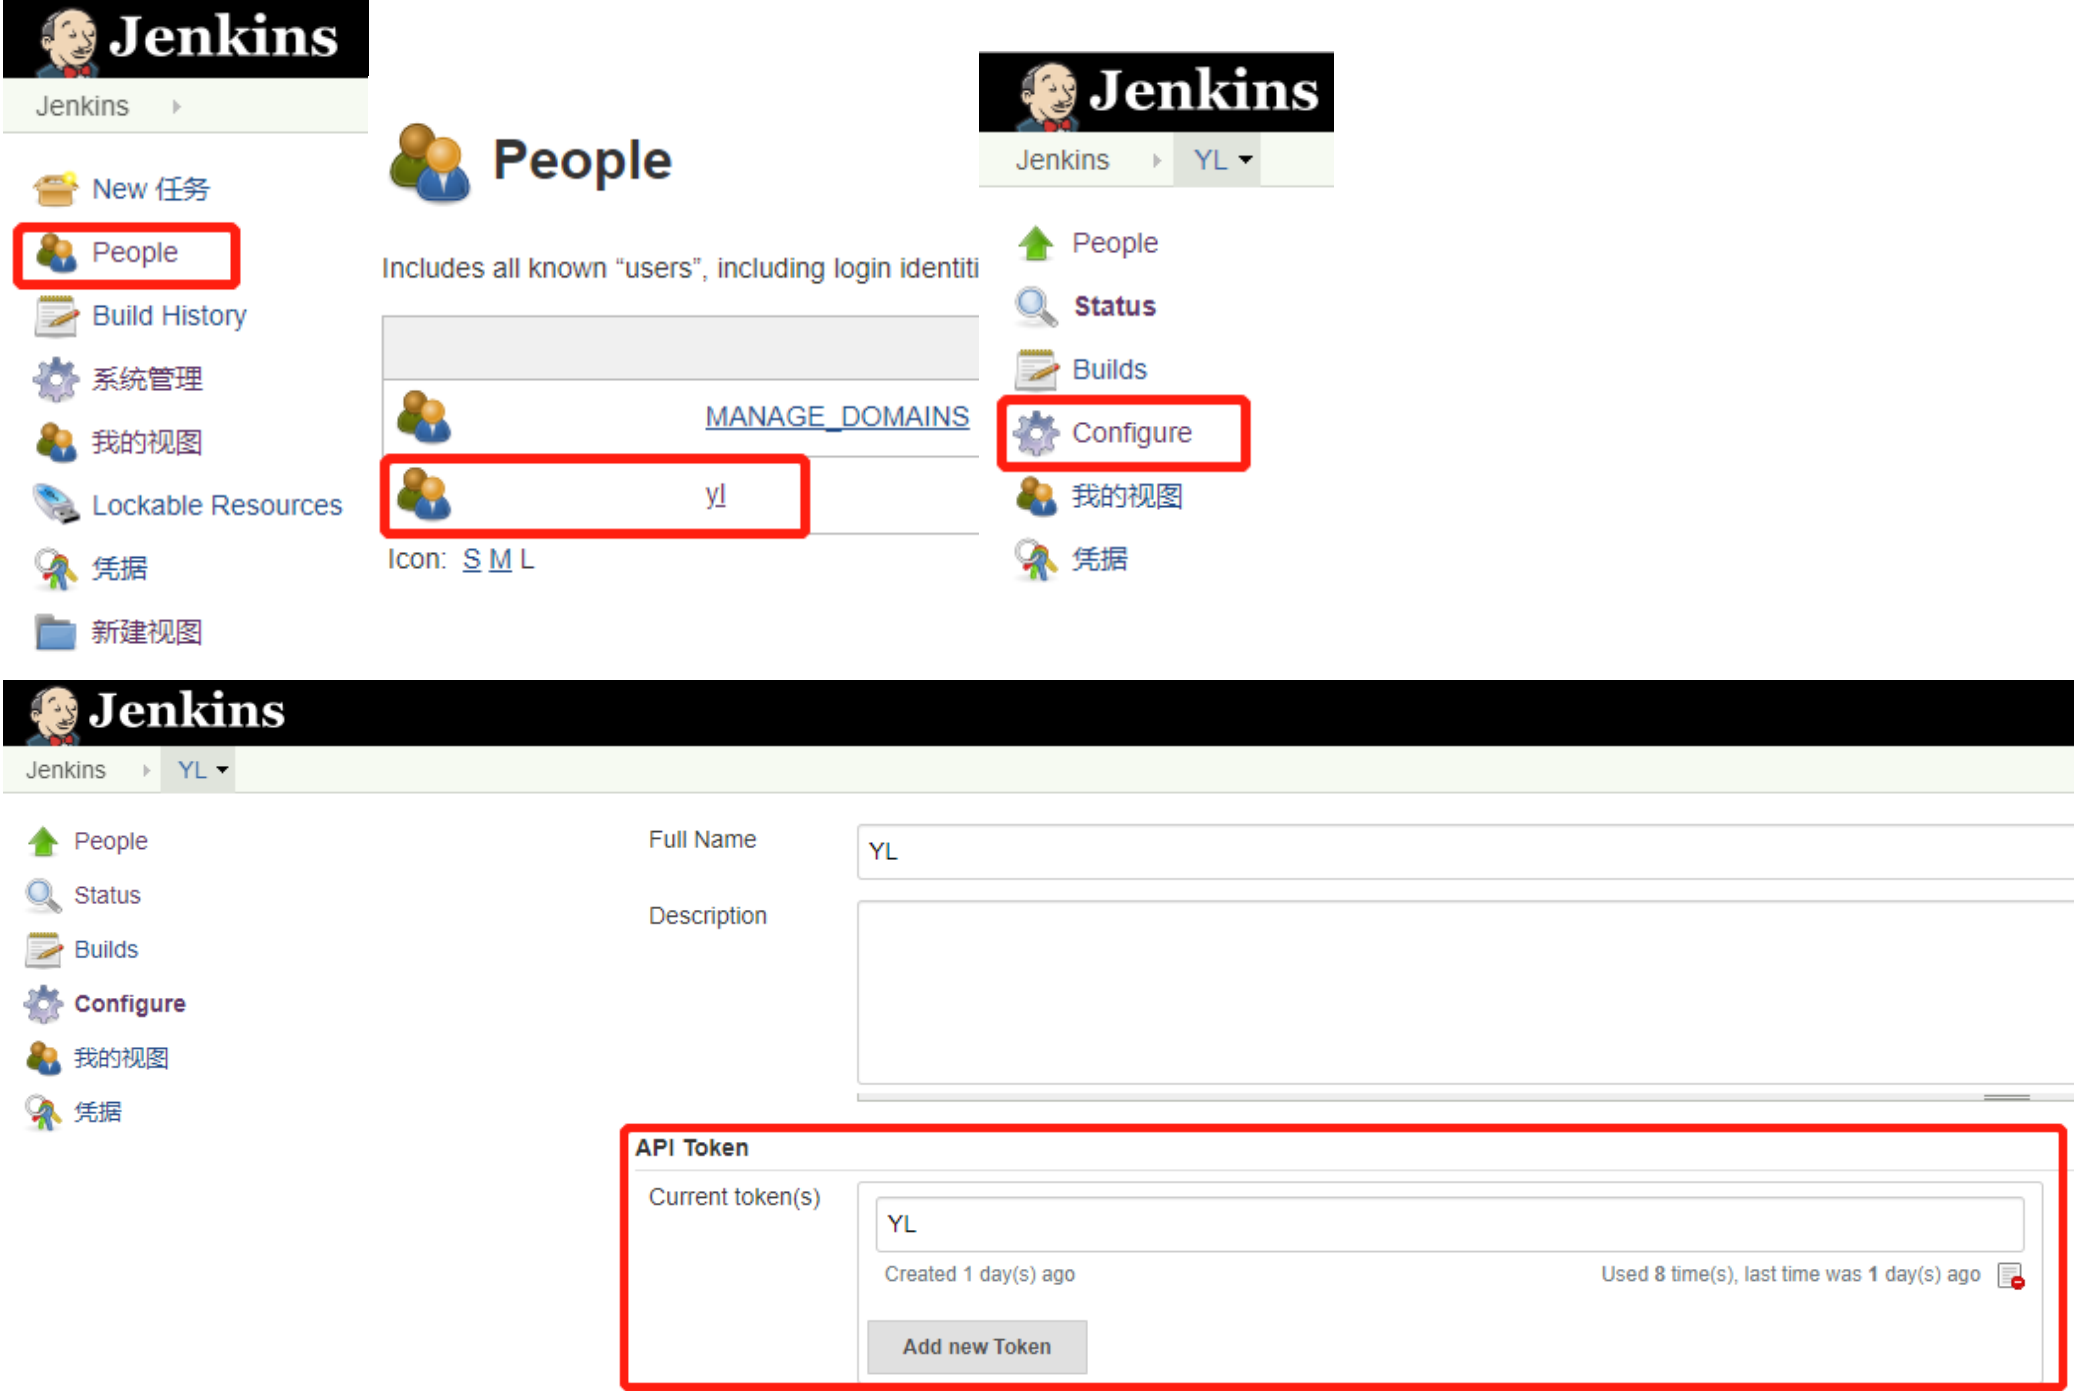 Jenkins
Jenkins
New 任务
People
Build History
系统管理
我的视图
Lockable Resources
凭据
新建视图
People
Includes all known “users”, including login identiti
MANAGE_DOMAINS
yl
Icon: S M L
Jenkins
Jenkins YL
People
Status
Builds
Configure
我的视图
凭据
Jenkins
Jenkins YL
People
Status
Builds
Configure
我的视图
凭据
Full Name
YL
Description
API Token
Current token(s)
YL
Created 1 day(s) ago
Used 8 time(s), last time was 1 day(s) ago
Add new Token